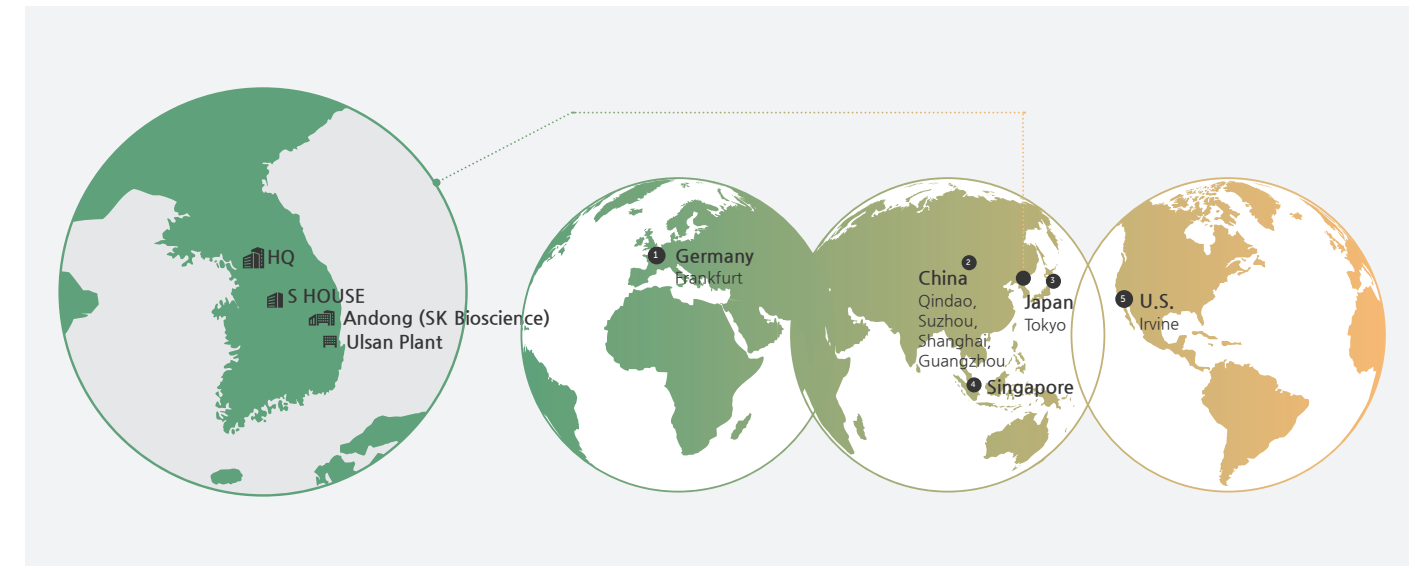 HQ
S HOUSE
Andong (SK Bioscience)
Ulsan Plant
1
Germany
Frankfurt
2
China
Qindao,
Suzhou,
Shanghai,
Guangzhou
3
Japan
Tokyo
4
Singapore
5
U.S.
Irvine